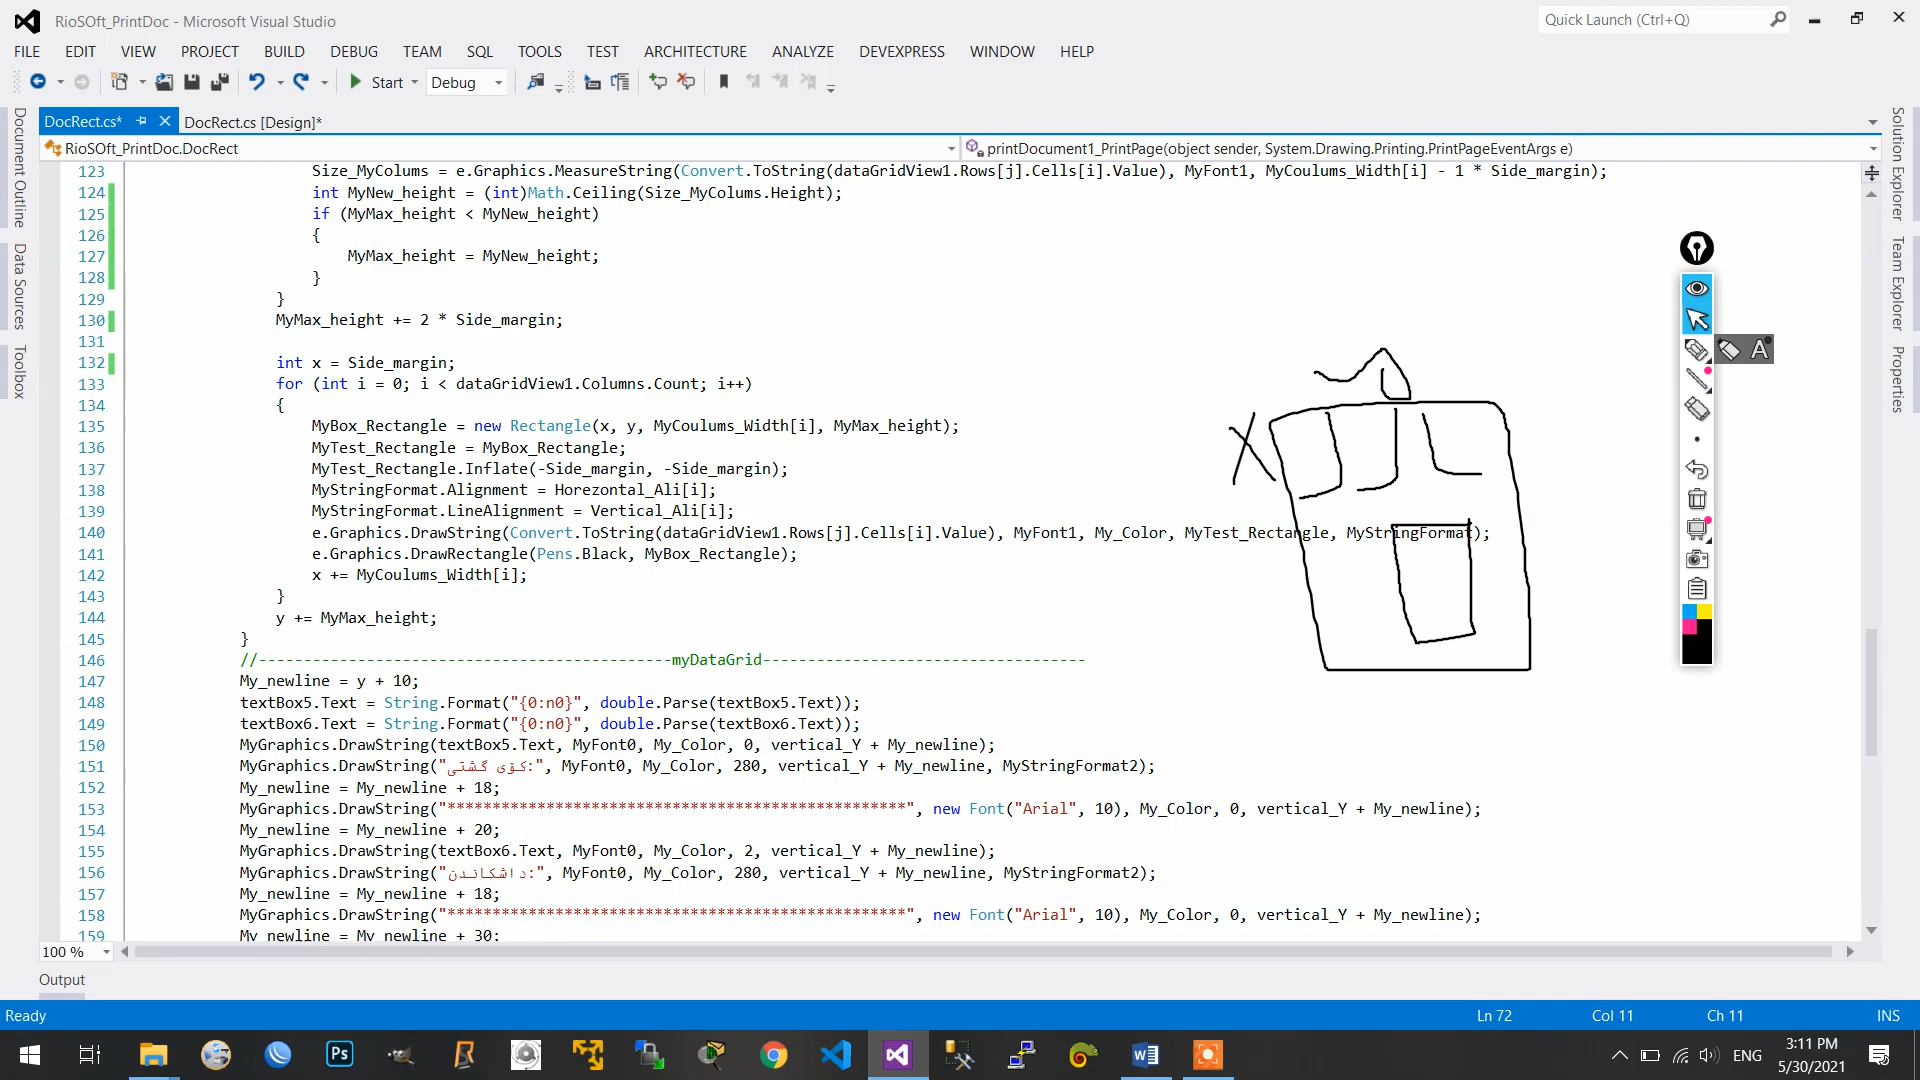 RioSOft_PrintDoc - Microsoft Visual Studio
Quick Launch (Ctrl+Q)
FILE EDIT VIEW PROJECT BUILD DEBUG TEAM SQL TOOLS TEST ARCHITECTURE ANALYZE DEVEXPRESS WINDOW HELP
Start Debug
DocRect.cs* DocRect.cs [Design]*
RioSOft_PrintDoc.DocRect printDocument1_PrintPage(object sender, System.Drawing.Printing.PrintPageEventArgs e)
Document Outline
Data Sources
Toolbox
Solution Explorer
Team Explorer
Properties
123 Size_MyColums = e.Graphics.MeasureString(Convert.ToString(dataGridView1.Rows[j].Cells[i].Value), MyFont1, MyCoulums_Width[i] - 1 * Side_margin);
124 int MyNew_height = (int)Math.Ceiling(Size_MyColums.Height);
125 if (MyMax_height < MyNew_height)
126 {
127 MyMax_height = MyNew_height;
128 }
129 }
130 MyMax_height += 2 * Side_margin;
131
132 int x = Side_margin;
133 for (int i = 0; i < dataGridView1.Columns.Count; i++)
134 {
135 MyBox_Rectangle = new Rectangle(x, y, MyCoulums_Width[i], MyMax_height);
136 MyTest_Rectangle = MyBox_Rectangle;
137 MyTest_Rectangle.Inflate(-Side_margin, -Side_margin);
138 MyStringFormat.Alignment = Horezontal_Ali[i];
139 MyStringFormat.LineAlignment = Vertical_Ali[i];
140 e.Graphics.DrawString(Convert.ToString(dataGridView1.Rows[j].Cells[i].Value), MyFont1, My_Color, MyTest_Rectangle, MyStringFormat);
141 e.Graphics.DrawRectangle(Pens.Black, MyBox_Rectangle);
142 x += MyCoulums_Width[i];
143 }
144 y += MyMax_height;
145 }
146 //----------------------------------------------myDataGrid------------------------------------
147 My_newline = y + 10;
148 textBox5.Text = String.Format("{0:n0}", double.Parse(textBox5.Text));
149 textBox6.Text = String.Format("{0:n0}", double.Parse(textBox6.Text));
150 MyGraphics.DrawString(textBox5.Text, MyFont0, My_Color, 0, vertical_Y + My_newline);
151 MyGraphics.DrawString("کۆی گشتی:", MyFont0, My_Color, 280, vertical_Y + My_newline, MyStringFormat2);
152 My_newline = My_newline + 18;
153 MyGraphics.DrawString("***************************************************", new Font("Arial", 10), My_Color, 0, vertical_Y + My_newline);
154 My_newline = My_newline + 20;
155 MyGraphics.DrawString(textBox6.Text, MyFont0, My_Color, 2, vertical_Y + My_newline);
156 MyGraphics.DrawString("داشکاندن:", MyFont0, My_Color, 280, vertical_Y + My_newline, MyStringFormat2);
157 My_newline = My_newline + 18;
158 MyGraphics.DrawString("***************************************************", new Font("Arial", 10), My_Color, 0, vertical_Y + My_newline);
159 My_newline = My_newline + 30;
100 %
Output
Ready Ln 72 Col 11 Ch 11 INS
Ps
ENG
3:11 PM
5/30/2021